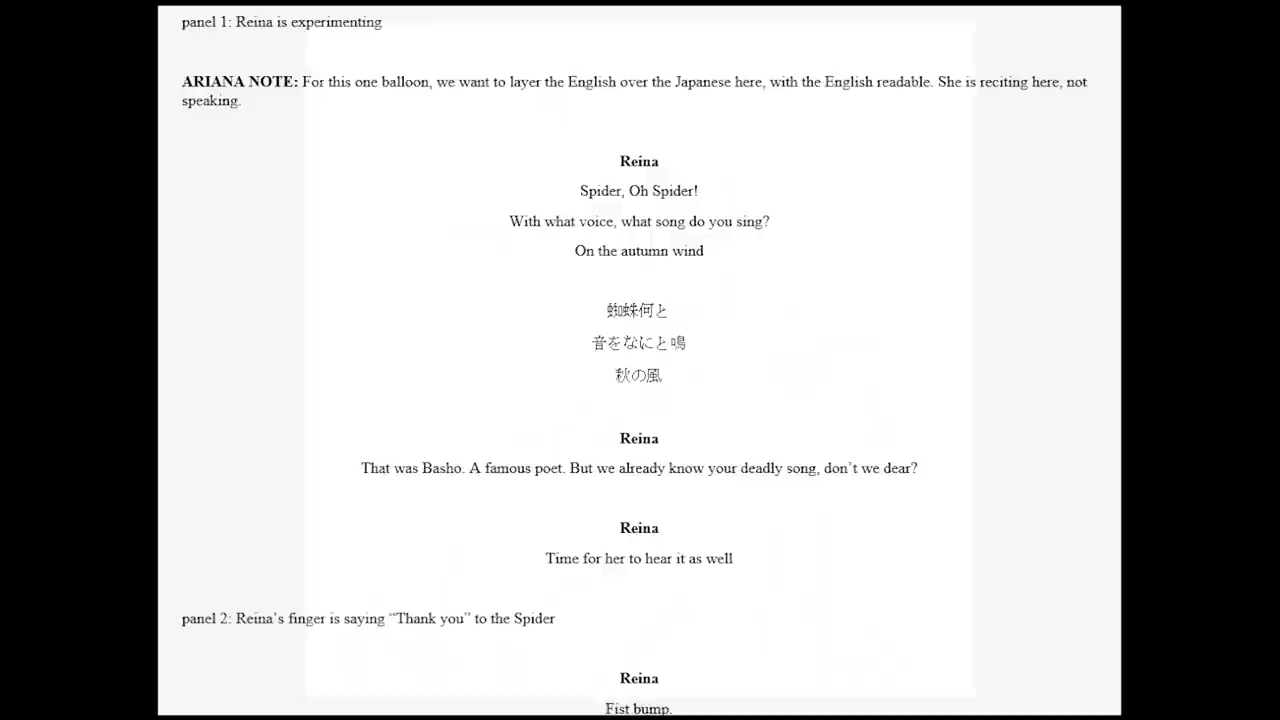 panel 1: Reina is experimenting
ARIANA NOTE: For this one balloon, we want to layer the English over the Japanese here, with the English readable. She is reciting here, not
speaking.
Reina
Spider, Oh Spider!
With what voice, what song do you sing?
On the autumn wind
蜘蛛何と
音をなにと鳴
秋の風
Reina
That was Basho. A famous poet. But we already know your deadly song, don’t we dear?
Reina
Time for her to hear it as well
panel 2: Reina’s finger is saying “Thank you” to the Spider
Reina
Fist bump.